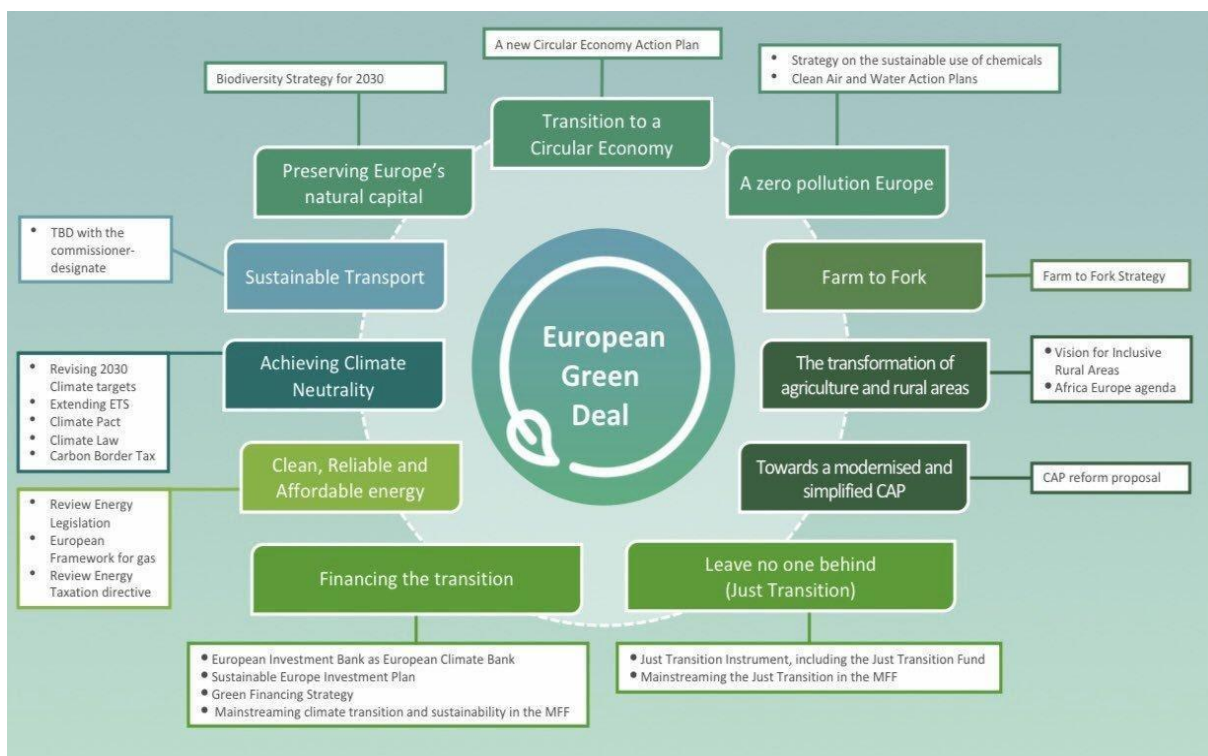 A new Circular Economy Action Plan
Biodiversity Strategy for 2030
• Strategy on the sustainable use of chemicals
• Clean Air and Water Action Plans
Transition to a
Circular Economy
Preserving Europe's
natural capital
A zero pollution Europe
• TBD with the
commissioner-
designate
Sustainable Transport
Farm to Fork
Farm to Fork Strategy
European
Green
Deal
Achieving Climate
Neutrality
• Revising 2030
Climate targets
• Extending ETS
• Climate Pact
• Climate Law
• Carbon Border Tax
The transformation of
agriculture and rural areas
• Vision for Inclusive
Rural Areas
• Africa Europe agenda
Clean, Reliable and
Affordable energy
• Review Energy
Legislation
• European
Framework for gas
• Review Energy
Taxation directive
Towards a modernised and
simplified CAP
CAP reform proposal
Financing the transition
Leave no one behind
(Just Transition)
• European Investment Bank as European Climate Bank
• Sustainable Europe Investment Plan
• Green Financing Strategy
• Mainstreaming climate transition and sustainability in the MFF
• Just Transition Instrument, including the Just Transition Fund
• Mainstreaming the Just Transition in the MFF